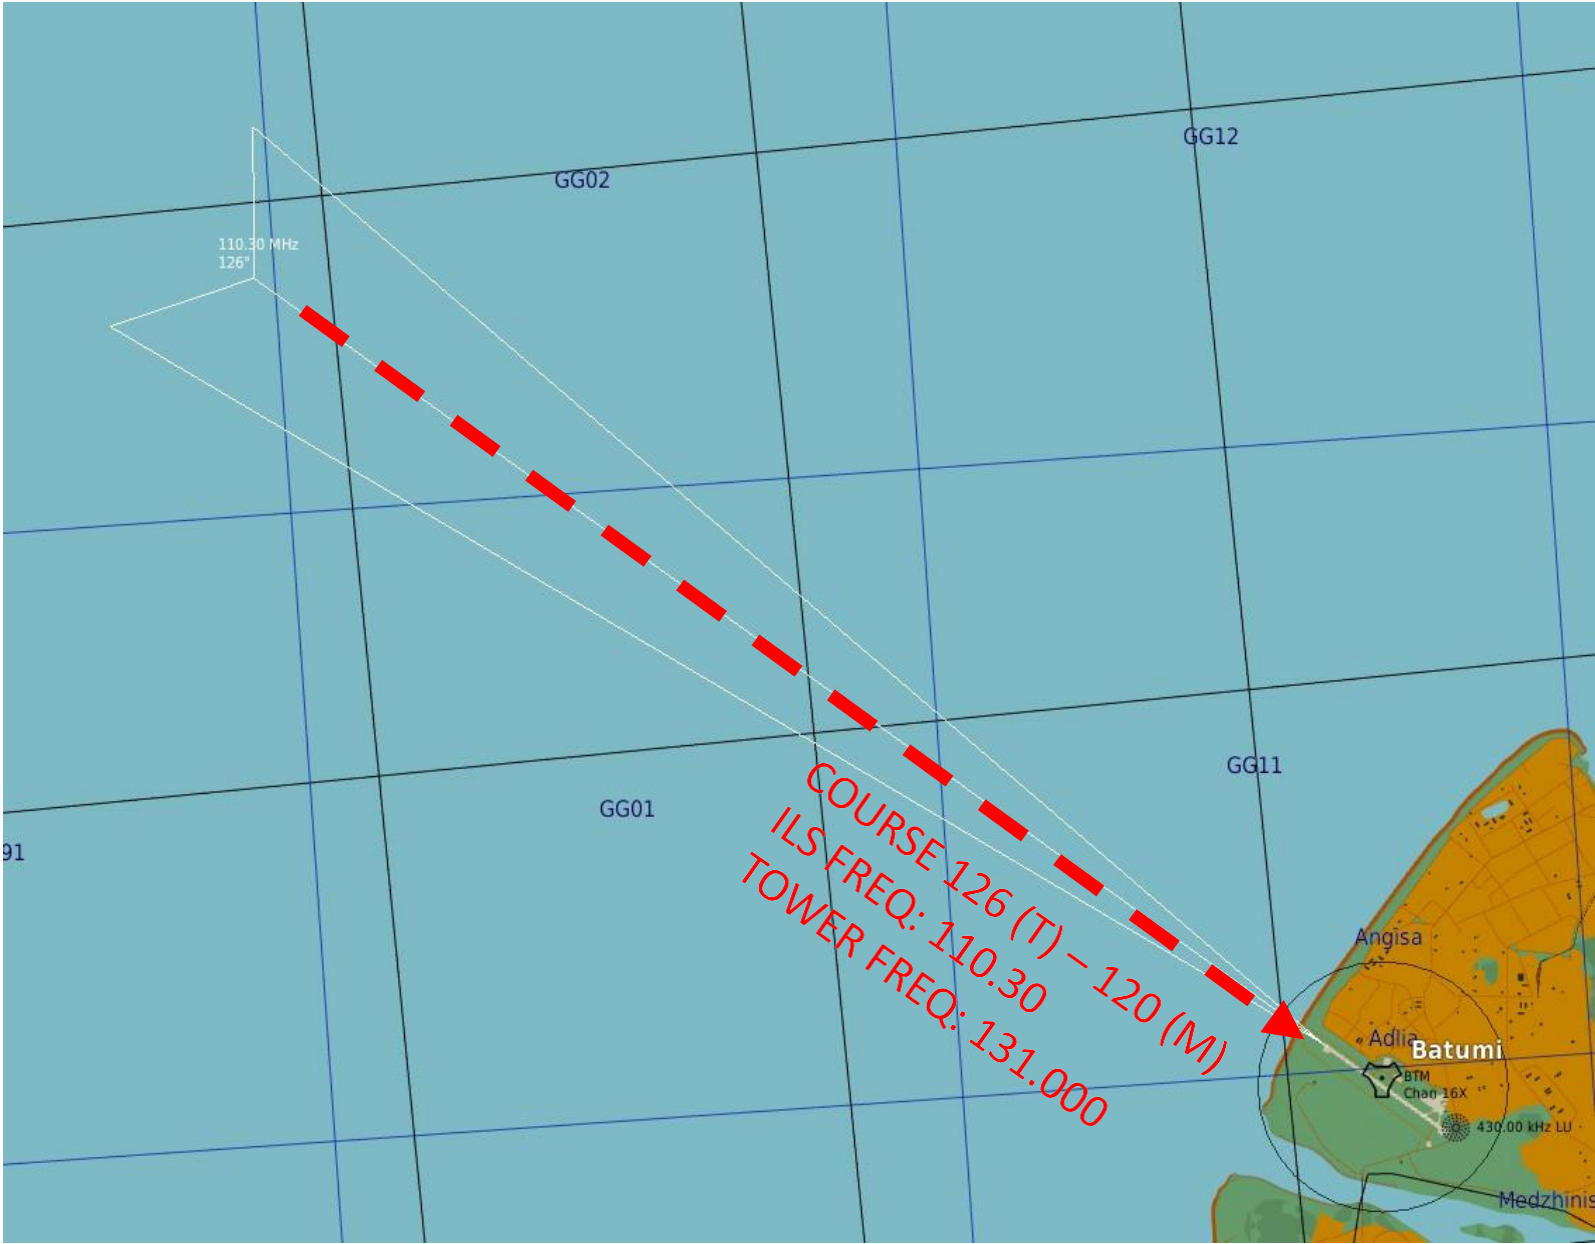 GG12
GG02
110.30 MHz
126°
GG11
GG01
91
COURSE 126 (T) – 120 (M)
ILS FREQ: 110.30
TOWER FREQ: 131.000
Angisa
Adlia
Batumi
BTM
Chan 16X
430.00 kHz LU
Medzhinis